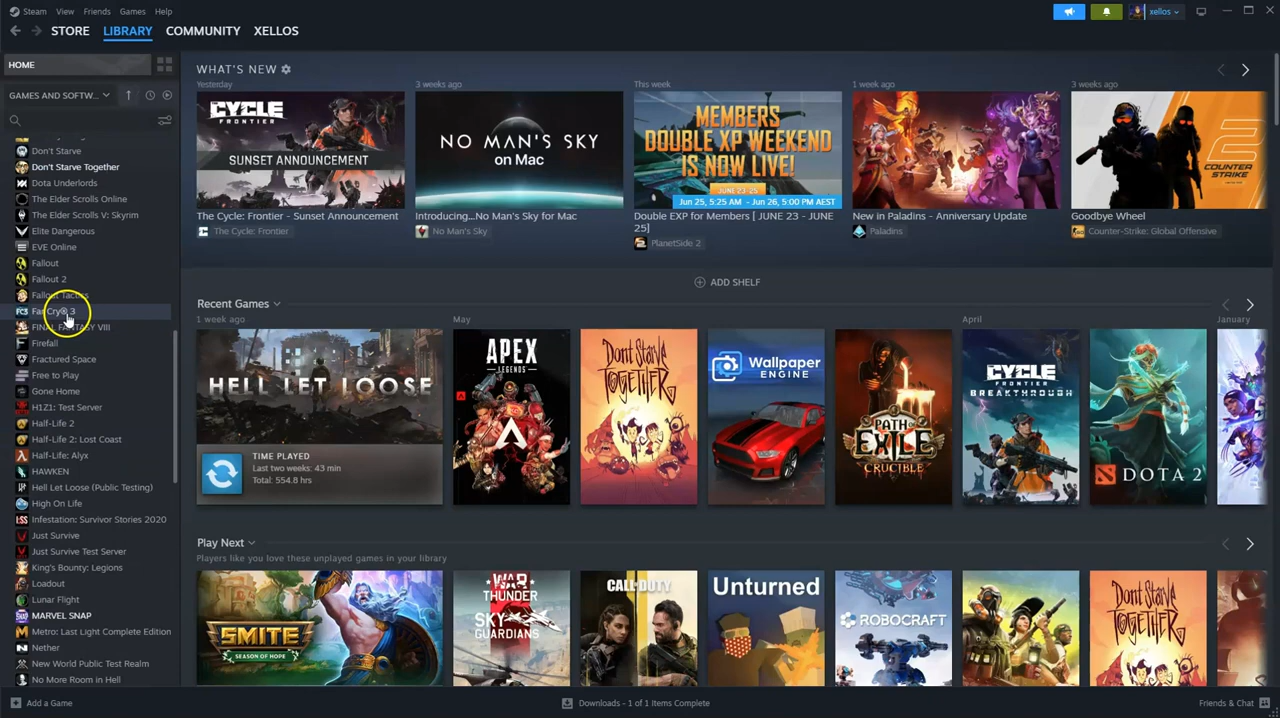 Steam View Friends Games Help
xellos
STORE LIBRARY COMMUNITY XELLOS
HOME
GAMES AND SOFTW...
Don't Starve
Don't Starve Together
Dota Underlords
The Elder Scrolls Online
The Elder Scrolls V: Skyrim
Elite Dangerous
EVE Online
Fallout
Fallout 2
Fallout Tactics
Far Cry® 3
FINAL FANTASY VIII
Firefall
Fractured Space
Free to Play
Gone Home
H1Z1: Test Server
Half-Life 2
Half-Life 2: Lost Coast
Half-Life: Alyx
HAWKEN
Hell Let Loose (Public Testing)
High On Life
Infestation: Survivor Stories 2020
Just Survive
Just Survive Test Server
King's Bounty: Legions
Loadout
Lunar Flight
MARVEL SNAP
Metro: Last Light Complete Edition
Nether
New World Public Test Realm
No More Room in Hell
WHAT'S NEW
Yesterday
THE CYCLE
FRONTIER
SUNSET ANNOUNCEMENT
The Cycle: Frontier - Sunset Announcement
The Cycle: Frontier
3 weeks ago
NO MAN'S SKY
on Mac
Introducing...No Man's Sky for Mac
No Man's Sky
This week
MEMBERS
DOUBLE XP WEEKEND
IS NOW LIVE!
JUNE 23-25
Jun 25, 5:25 AM - Jun 26, 5:00 PM AEST
Double EXP for Members [ JUNE 23 - JUNE
25]
PlanetSide 2
1 week ago
New in Paladins - Anniversary Update
Paladins
3 weeks ago
2
COUNTER
STRIKE
Goodbye Wheel
Counter-Strike: Global Offensive
ADD SHELF
Recent Games
1 week ago
HELL LET LOOSE
TIME PLAYED
Last two weeks: 43 min
Total: 554.8 hrs
May
APEX
LEGENDS
DON'T STARVE
TOGETHER
Wallpaper
ENGINE
PATH OF
EXILE
CRUCIBLE
April
THE CYCLE
FRONTIER
BREAKTHROUGH
DOTA 2
January
Play Next
Players like you love these unplayed games in your library
SMITE
SEASON OF HOPE
WAR
THUNDER
SKY
GUARDIANS
CALL OF DUTY
Unturned
ROBOCRAFT
DON'T STARVE
TOGETHER
Add a Game
Downloads - 1 of 1 Items Complete
Friends & Chat